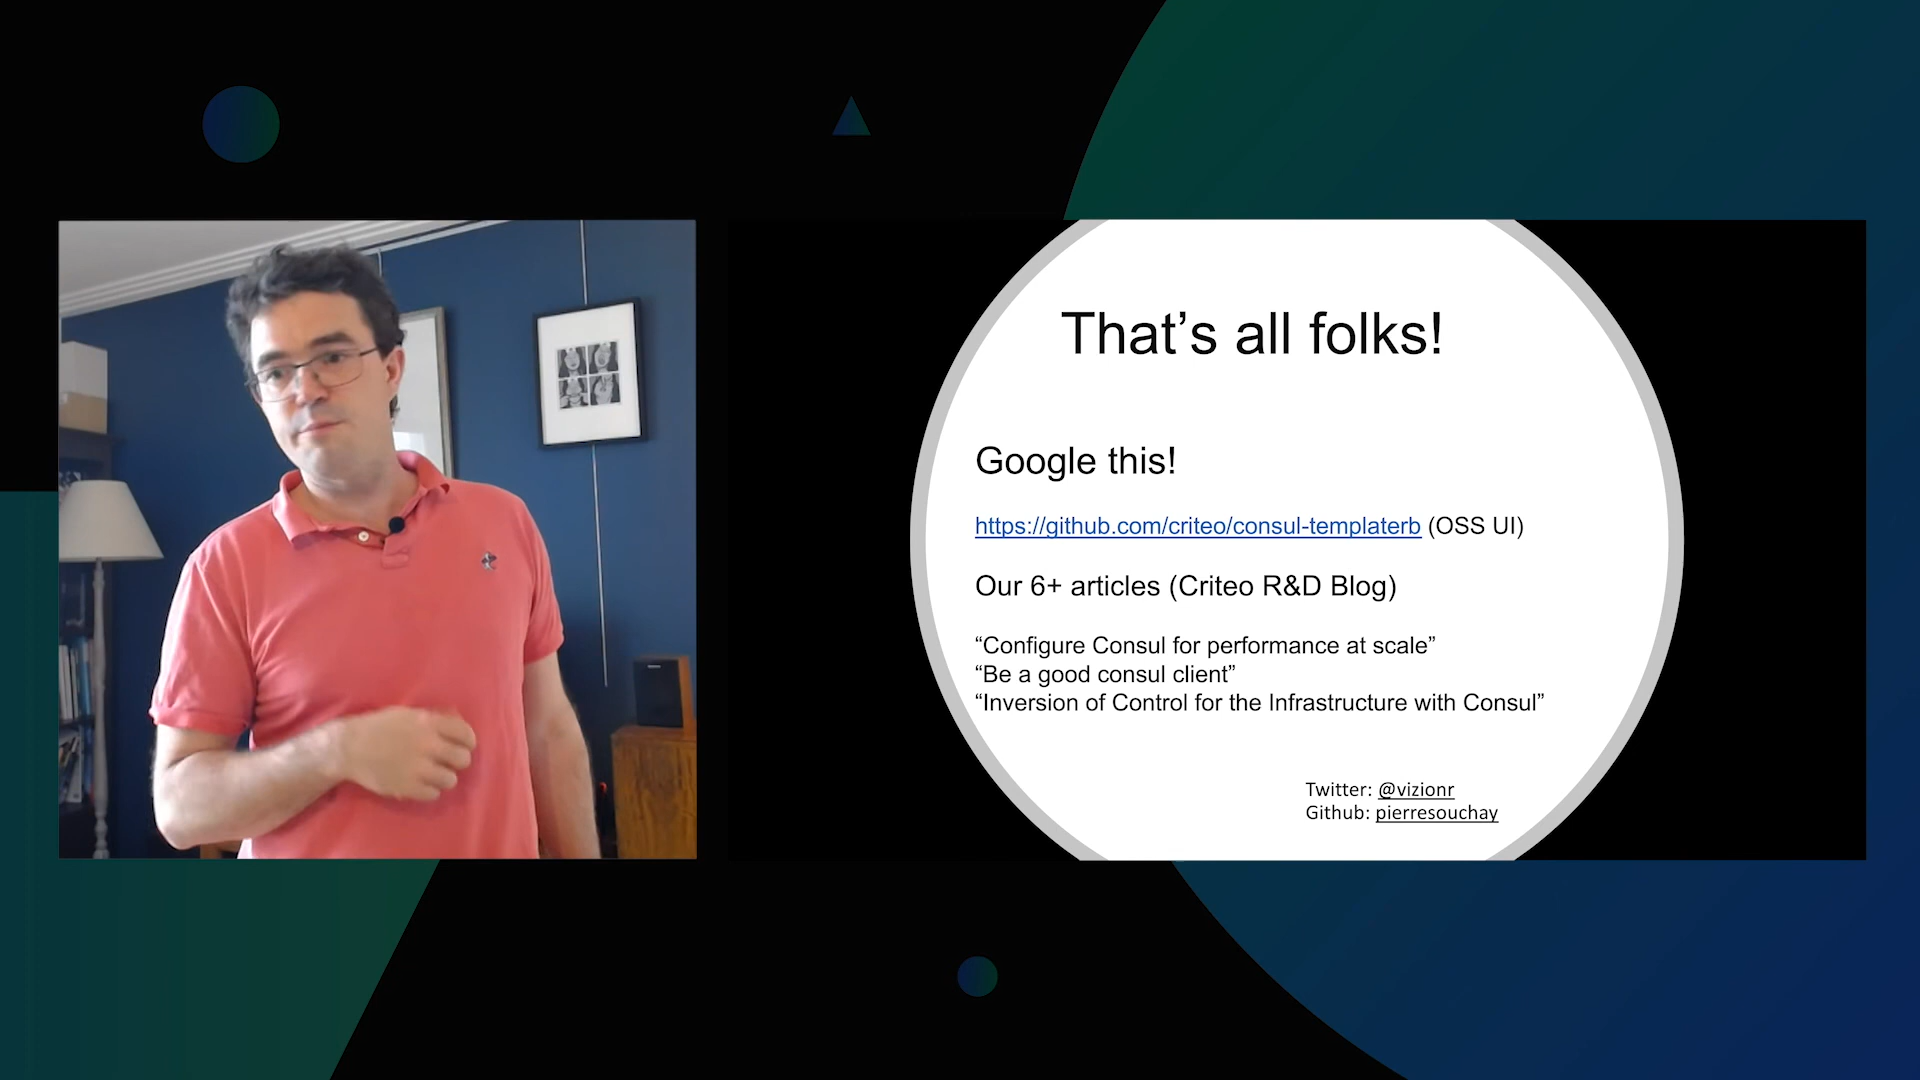 That’s all folks!
Google this!
https://github.com/criteo/consul-templaterb (OSS UI)
Our 6+ articles (Criteo R&D Blog)
“Configure Consul for performance at scale”
“Be a good consul client”
“Inversion of Control for the Infrastructure with Consul”
Twitter: @vizionr
Github: pierresouchay